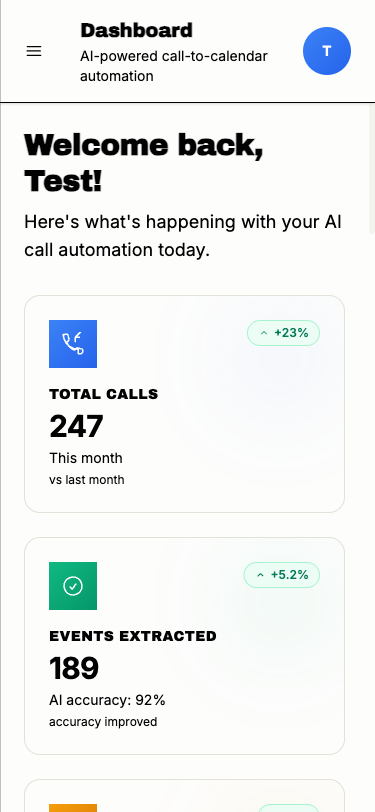 Dashboard
AI-powered call-to-calendar
automation
T
Welcome back,
Test!
Here's what's happening with your AI
call automation today.
+23%
TOTAL CALLS
247
This month
vs last month
+5.2%
EVENTS EXTRACTED
189
AI accuracy: 92%
accuracy improved